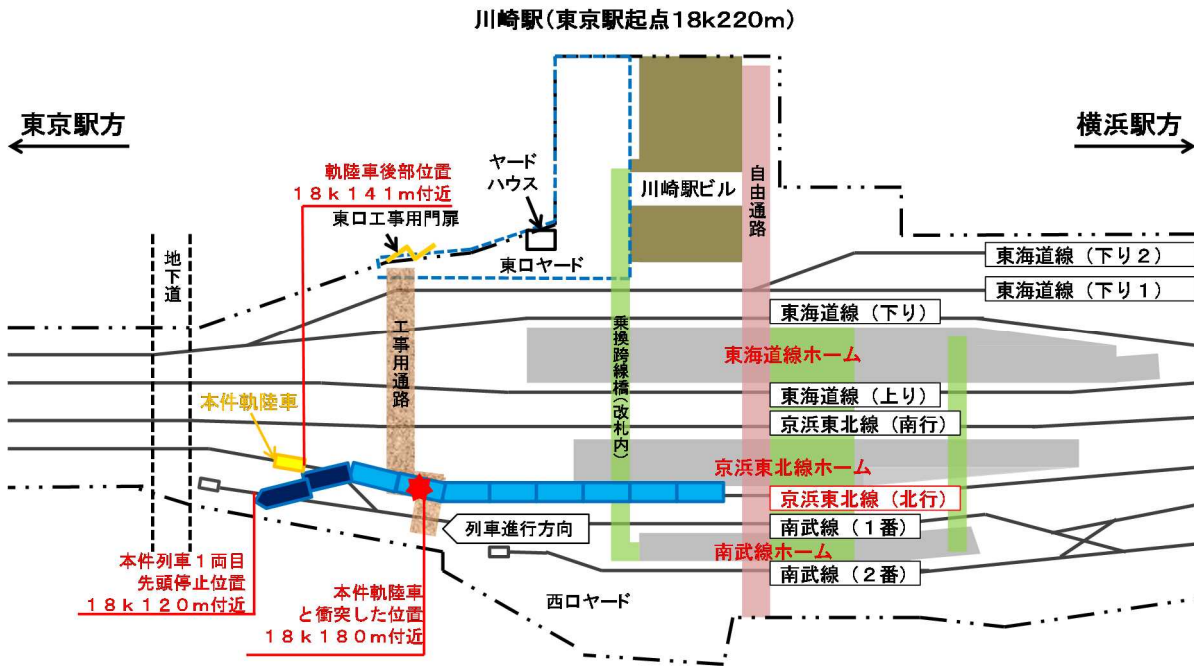 川崎駅(東京駅起点18k220m)
東京駅方
横浜駅方
軌陸車後部位置
18k141m付近
ヤード
ハウス
東口工事用門扉
東口ヤード
川崎駅ビル
自由通路
地下道
工事用通路
乗換跨線橋(改札内)
東海道線(下り2)
東海道線(下り1)
東海道線(下り)
東海道線ホーム
東海道線(上り)
本件軌陸車
京浜東北線(南行)
京浜東北線ホーム
京浜東北線(北行)
列車進行方向
南武線(1番)
南武線ホーム
南武線(2番)
本件列車1両目
先頭停止位置
18k120m付近
本件軌陸車
と衝突した位置
18k180m付近
西口ヤード